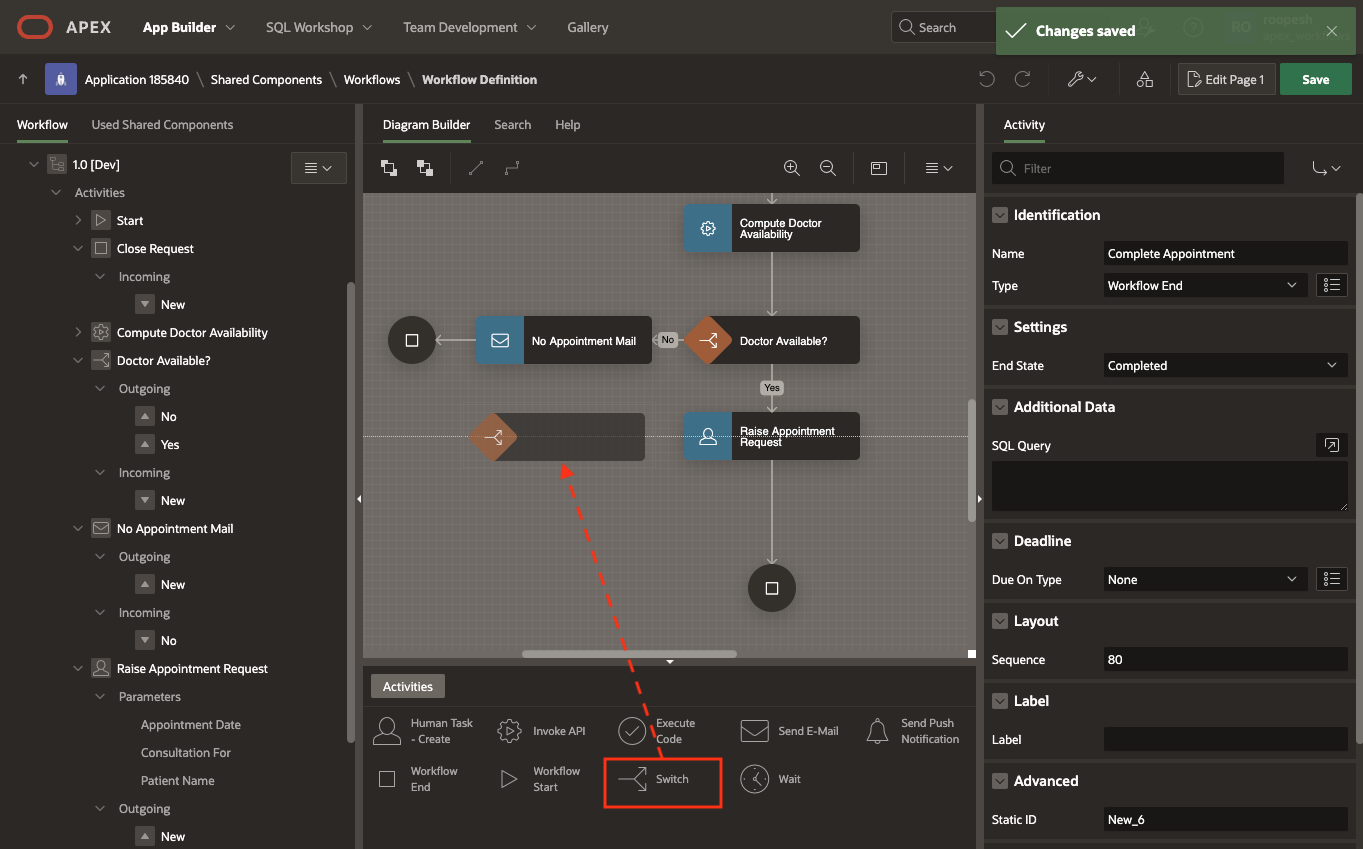 APEX
App Builder
SQL Workshop
Team Development
Gallery
Search
Changes saved
roopesh
Application 185840 \ Shared Components \ Workflows \ Workflow Definition
Edit Page 1
Save
Workflow
Used Shared Components
1.0 [Dev]
Activities
Start
Close Request
Incoming
New
Compute Doctor Availability
Doctor Available?
Outgoing
No
Yes
Incoming
New
No Appointment Mail
Outgoing
New
Incoming
No
Raise Appointment Request
Parameters
Appointment Date
Consultation For
Patient Name
Outgoing
New
Diagram Builder
Search
Help
Compute Doctor
Availability
No Appointment Mail
No
Doctor Available?
Yes
Raise Appointment
Request
Activities
Human Task
- Create
Invoke API
Execute
Code
Send E-Mail
Send Push
Notification
Workflow
End
Workflow
Start
Switch
Wait
Activity
Filter
Identification
Name
Complete Appointment
Type
Workflow End
Settings
End State
Completed
Additional Data
SQL Query
Deadline
Due On Type
None
Layout
Sequence
80
Label
Label
Advanced
Static ID
New_6